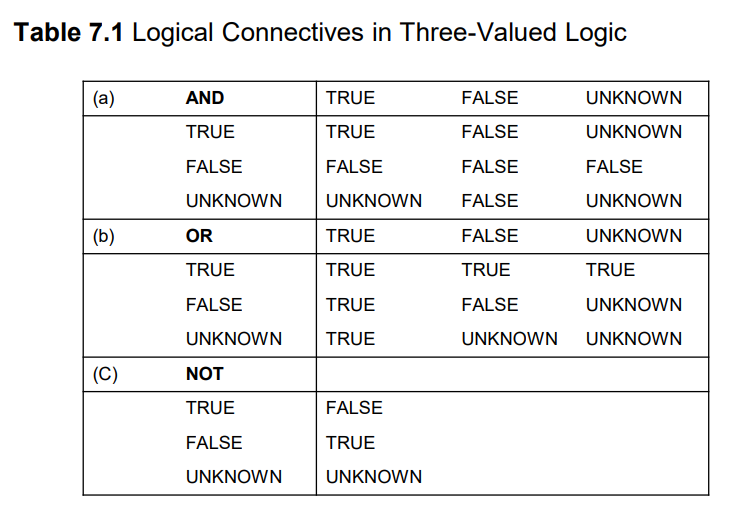 Table 7.1 Logical Connectives in Three-Valued Logic
(a) AND TRUE FALSE UNKNOWN
TRUE TRUE FALSE UNKNOWN
FALSE FALSE FALSE FALSE
UNKNOWN UNKNOWN FALSE UNKNOWN
(b) OR TRUE FALSE UNKNOWN
TRUE TRUE TRUE TRUE
FALSE TRUE FALSE UNKNOWN
UNKNOWN TRUE UNKNOWN UNKNOWN
(C) NOT
TRUE FALSE
FALSE TRUE
UNKNOWN UNKNOWN